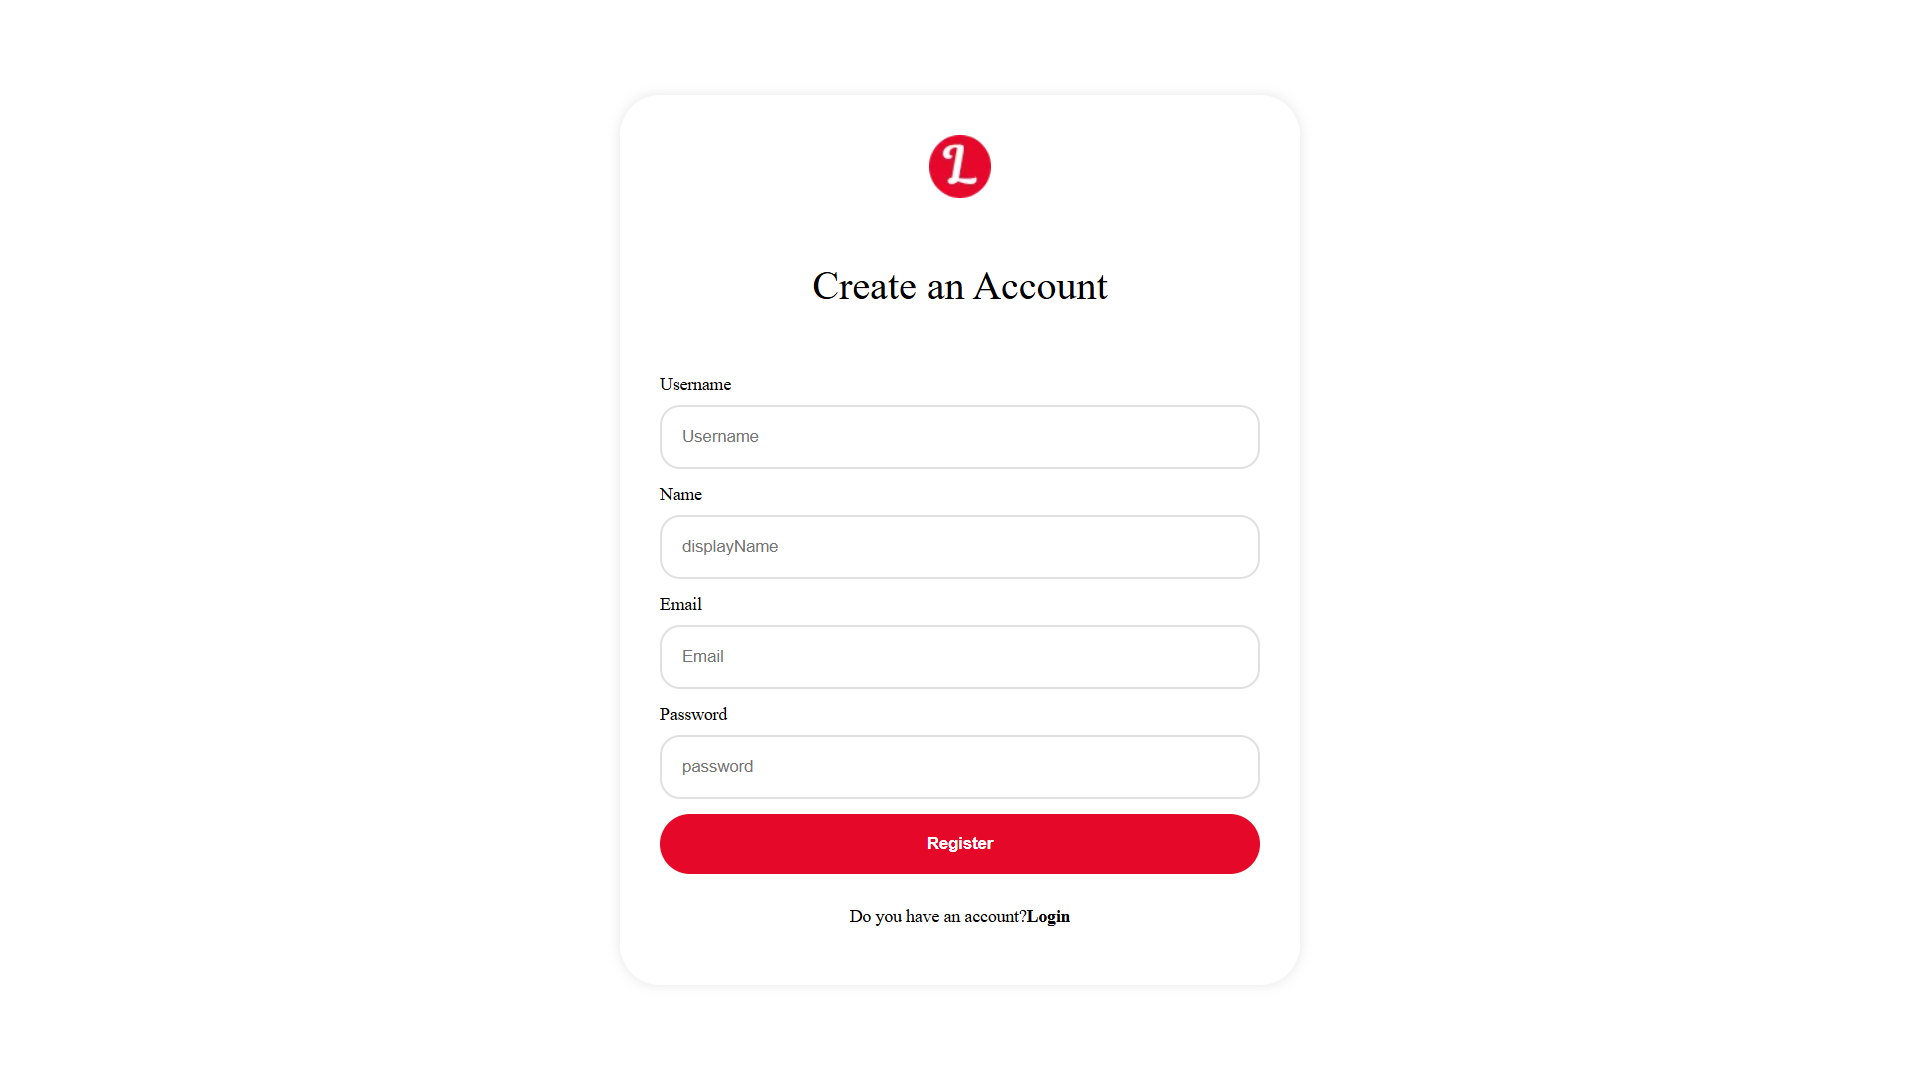 L
Create an Account
Username
Username
Name
displayName
Email
Email
Password
password
Register
Do you have an account?Login